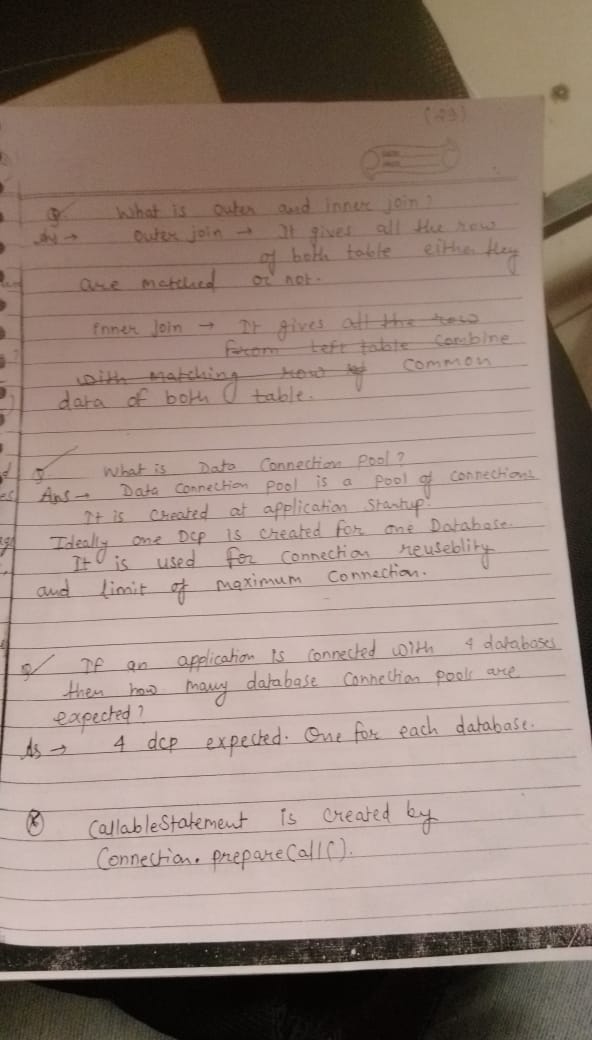 (23)
Q. What is outer and inner join?
Ans → Outer join → It gives all the row
of both table either they
are matched or not.
Inner Join → It gives all the row
from left table combine
with matching row of common
data of both table.
Q What is Data Connection Pool?
Ans → Data Connection Pool is a pool of connections
It is created at application startup.
Ideally one DCP is created for one Database.
It is used for connection reuseblity
and limit of maximum connection.
Q If an application is connected with 4 databases
then how many database connection pools are
expected?
As → 4 dcp expected. One for each database.
CallableStatement is created by
Connection. prepareCall().